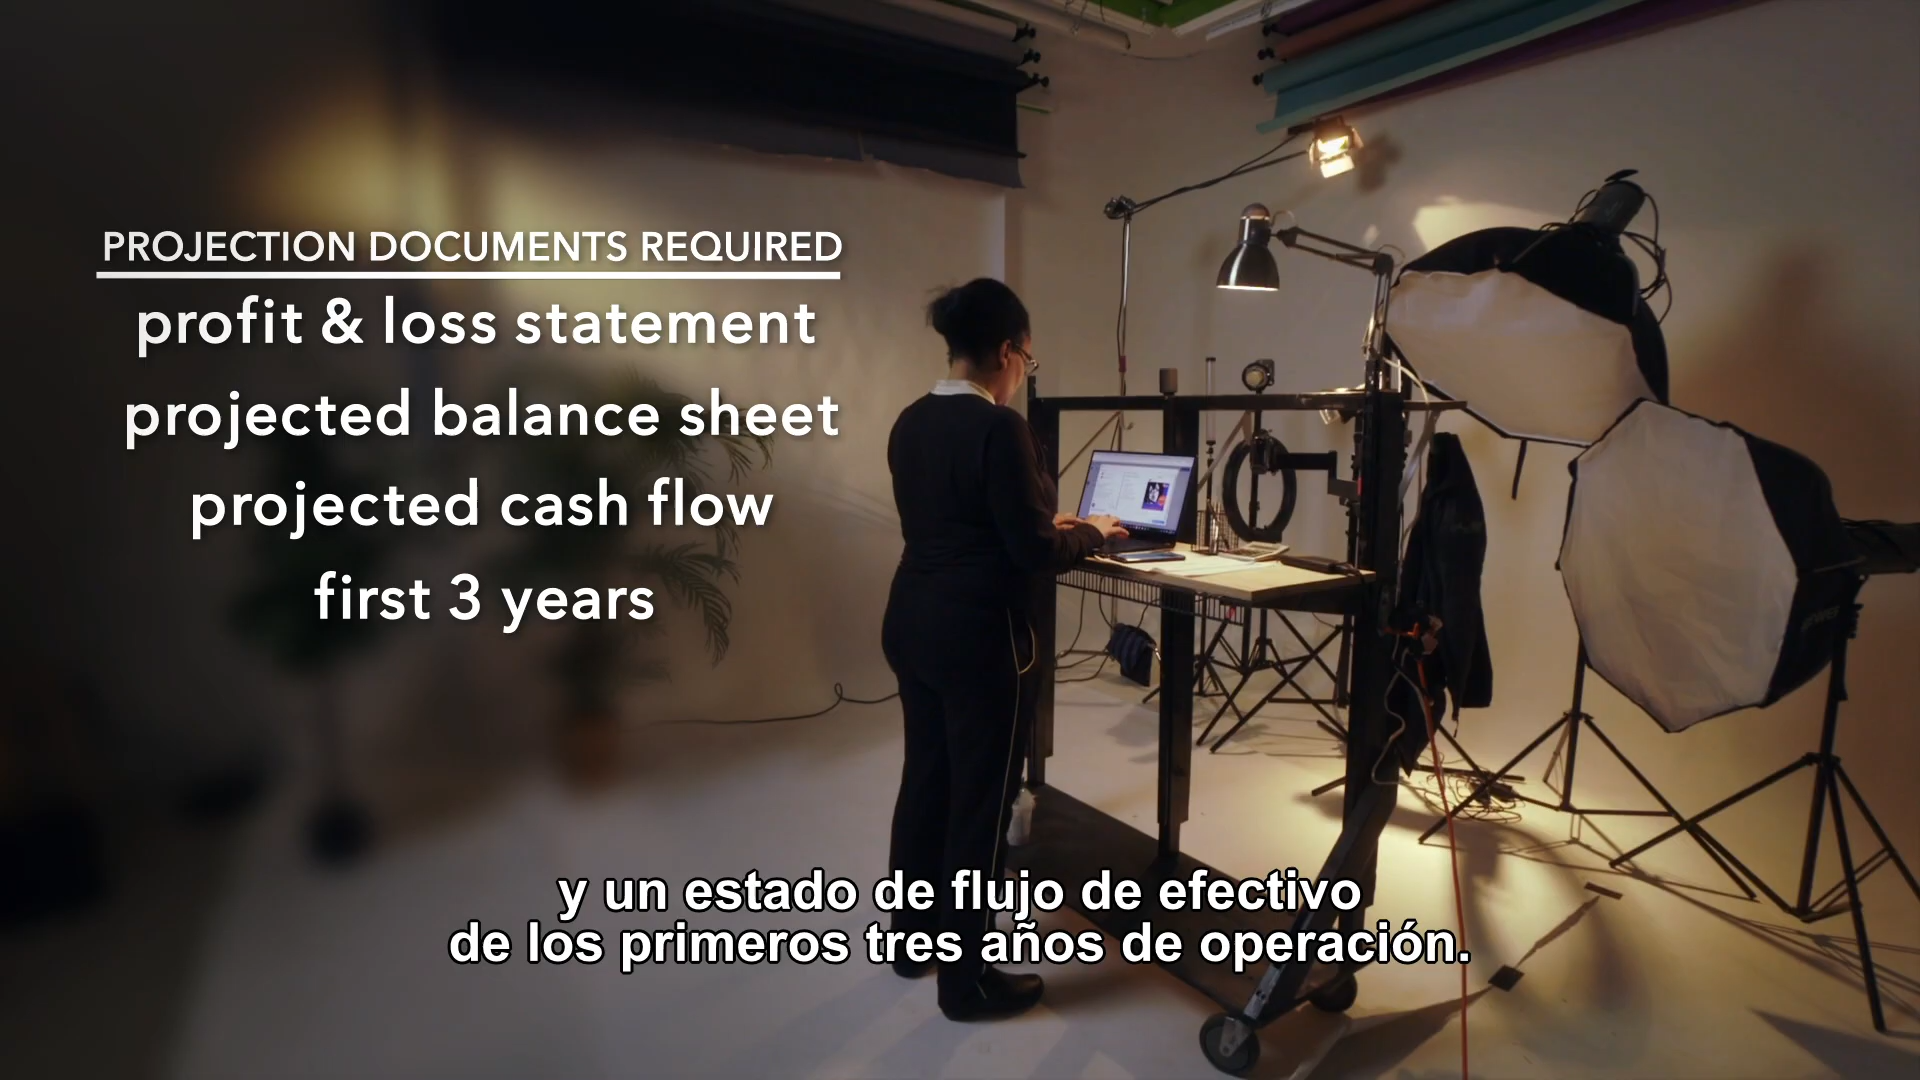 PROJECTION DOCUMENTS REQUIRED
profit & loss statement
projected balance sheet
projected cash flow
first 3 years
y un estado de flujo de efectivo
de los primeros tres años de operación.